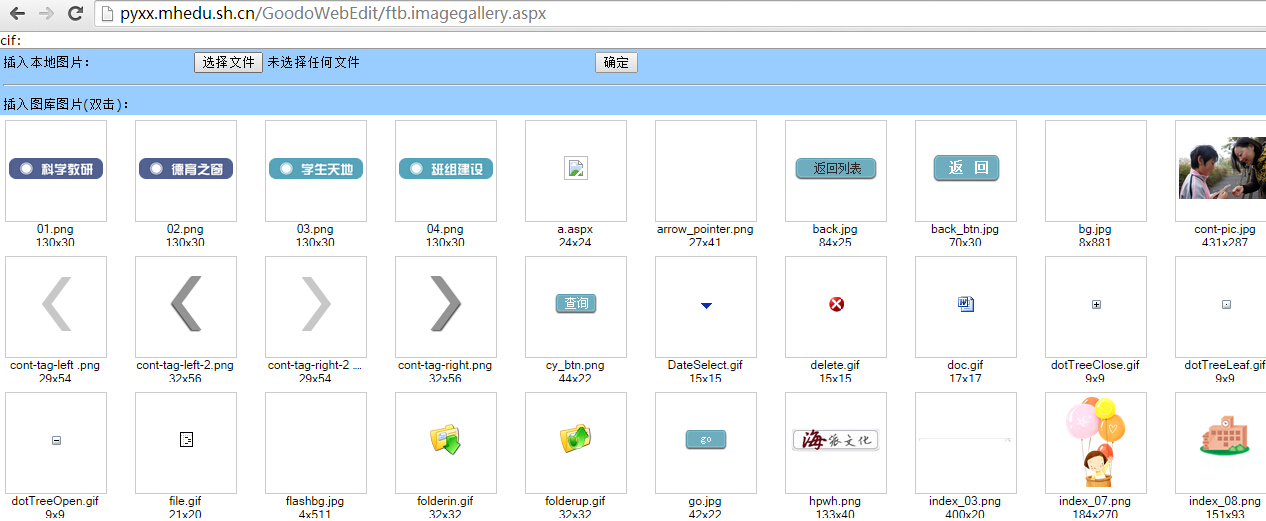 pyxx.mhedu.sh.cn/GoodoWebEdit/ftb.imagegallery.aspx
cif:
插入本地图片: 选择文件 未选择任何文件 确定
插入图库图片(双击):
科学教研 德育之窗 学生天地 班组建设 返回列表 返 回
01.png 02.png 03.png 04.png a.aspx arrow_pointer.png back.jpg back_btn.jpg bg.jpg cont-pic.jpg
130x30 130x30 130x30 130x30 24x24 27x41 84x25 70x30 8x881 431x287
查询
cont-tag-left .png cont-tag-left-2.png cont-tag-right-2 .... cont-tag-right.png cy_btn.png DateSelect.gif delete.gif doc.gif dotTreeClose.gif dotTreeLeaf.gif
29x54 32x56 29x54 32x56 44x22 15x15 15x15 17x17 9x9 9x9
go 海派文化
dotTreeOpen.gif file.gif flashbg.jpg folderin.gif folderup.gif go.jpg hpwh.png index_03.png index_07.png index_08.png
9x9 21x20 4x511 32x32 32x32 42x22 133x40 400x20 184x270 151x93